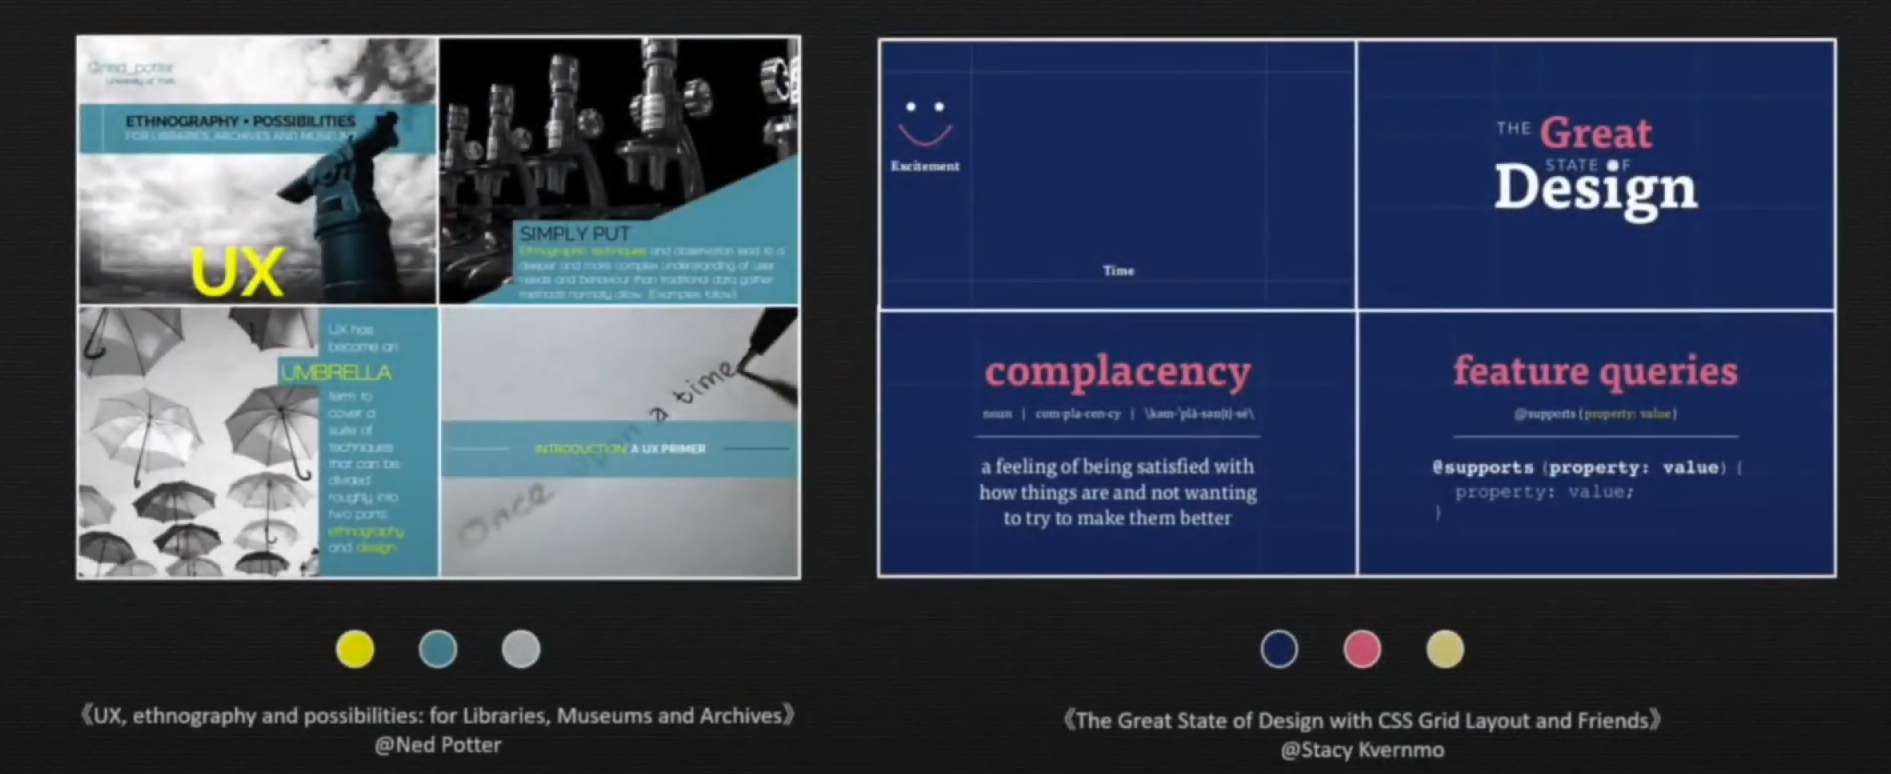 @ned_potter
University of York
ETHNOGRAPHY • POSSIBILITIES
FOR LIBRARIES, ARCHIVES AND MUSEUMS
UX
SIMPLY PUT
Ethnographic techniques and observation lead to a
deeper and more complex understanding of user
needs and behaviour than traditional data gather
methods normally allow. (Examples follow)
UX has
become an
UMBRELLA
term to
cover a
suite of
techniques
that can be
divided
roughly into
two parts,
ethnography
and design
Once upon a time
INTRODUCTION: A UX PRIMER
Excitement
Time
THE Great
STATE OF
Design
complacency
noun | com·pla·cen·cy | \kəm-ˈplā-sən(t)-sē\
a feeling of being satisfied with
how things are and not wanting
to try to make them better
feature queries
@supports (property: value)
@supports (property: value) {
property: value;
}
《UX, ethnography and possibilities: for Libraries, Museums and Archives》
@Ned Potter
《The Great State of Design with CSS Grid Layout and Friends》
@Stacy Kvernmo